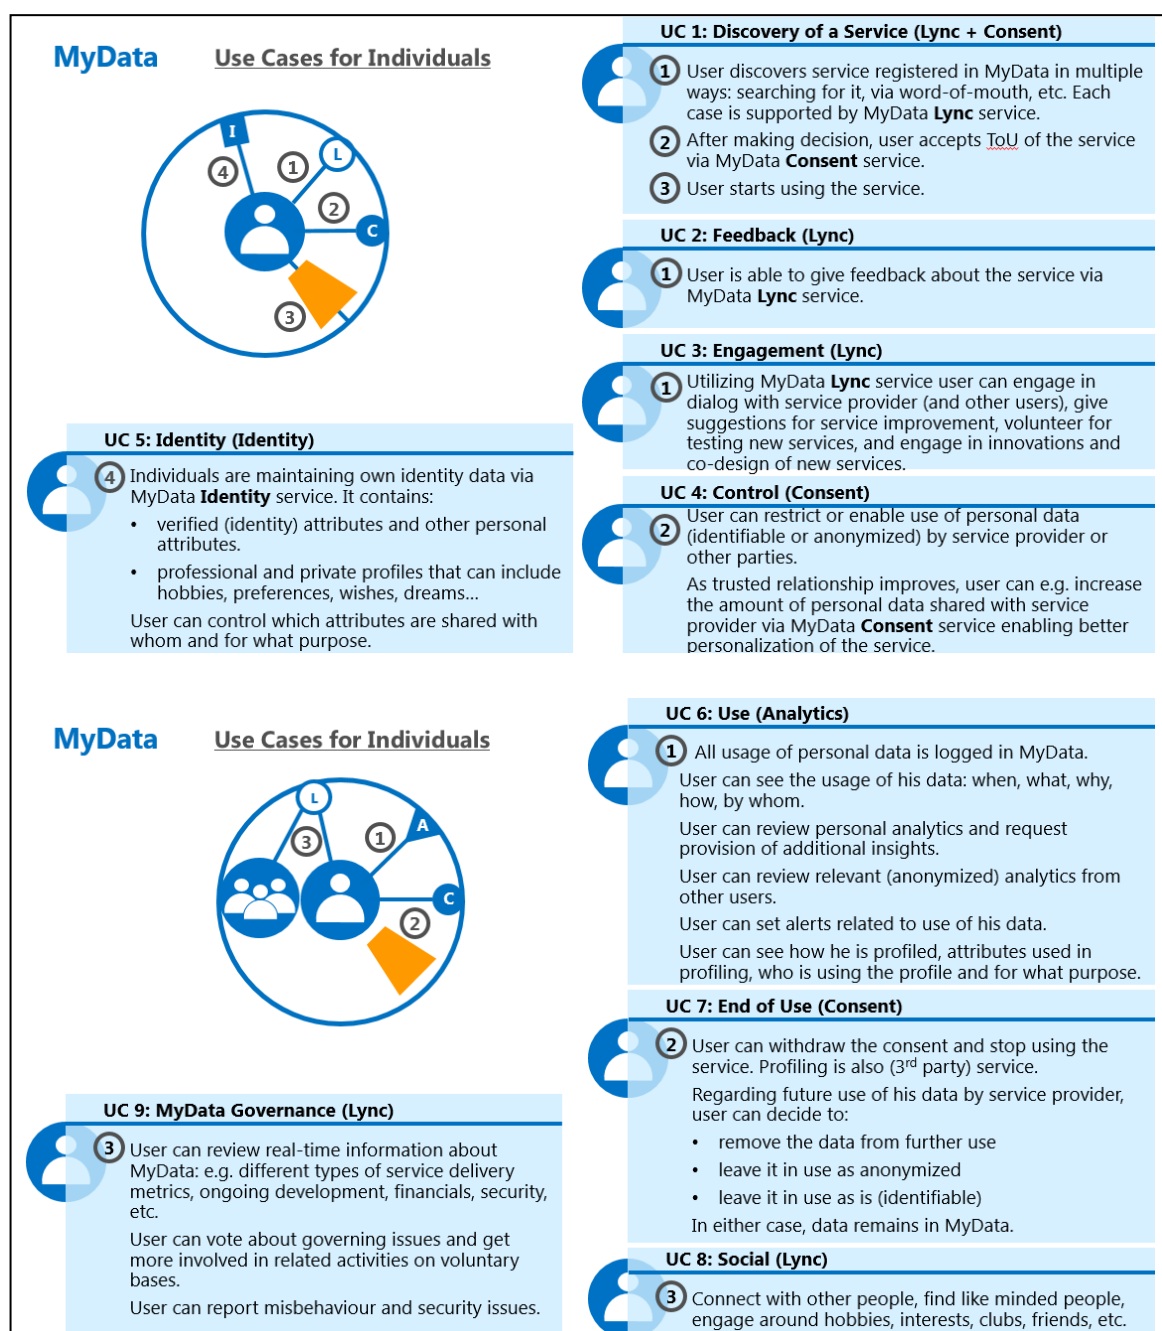 MyData
Use Cases for Individuals
I
L
4
1
2
C
3
UC 5: Identity (Identity)
4
Individuals are maintaining own identity data via
MyData Identity service. It contains:
• verified (identity) attributes and other personal
attributes.
• professional and private profiles that can include
hobbies, preferences, wishes, dreams...
User can control which attributes are shared with
whom and for what purpose.
UC 1: Discovery of a Service (Lync + Consent)
1 User discovers service registered in MyData in multiple
ways: searching for it, via word-of-mouth, etc. Each
case is supported by MyData Lync service.
2 After making decision, user accepts ToU of the service
via MyData Consent service.
3 User starts using the service.
UC 2: Feedback (Lync)
1 User is able to give feedback about the service via
MyData Lync service.
UC 3: Engagement (Lync)
1 Utilizing MyData Lync service user can engage in
dialog with service provider (and other users), give
suggestions for service improvement, volunteer for
testing new services, and engage in innovations and
co-design of new services.
UC 4: Control (Consent)
2 User can restrict or enable use of personal data
(identifiable or anonymized) by service provider or
other parties.
As trusted relationship improves, user can e.g. increase
the amount of personal data shared with service
provider via MyData Consent service enabling better
personalization of the service.
MyData
Use Cases for Individuals
L
A
1
3
C
2
UC 9: MyData Governance (Lync)
3 User can review real-time information about
MyData: e.g. different types of service delivery
metrics, ongoing development, financials, security,
etc.
User can vote about governing issues and get
more involved in related activities on voluntary
bases.
User can report misbehaviour and security issues.
UC 6: Use (Analytics)
1 All usage of personal data is logged in MyData.
User can see the usage of his data: when, what, why,
how, by whom.
User can review personal analytics and request
provision of additional insights.
User can review relevant (anonymized) analytics from
other users.
User can set alerts related to use of his data.
User can see how he is profiled, attributes used in
profiling, who is using the profile and for what purpose.
UC 7: End of Use (Consent)
2 User can withdraw the consent and stop using the
service. Profiling is also (3rd party) service.
Regarding future use of his data by service provider,
user can decide to:
• remove the data from further use
• leave it in use as anonymized
• leave it in use as is (identifiable)
In either case, data remains in MyData.
UC 8: Social (Lync)
3 Connect with other people, find like minded people,
engage around hobbies, interests, clubs, friends, etc.